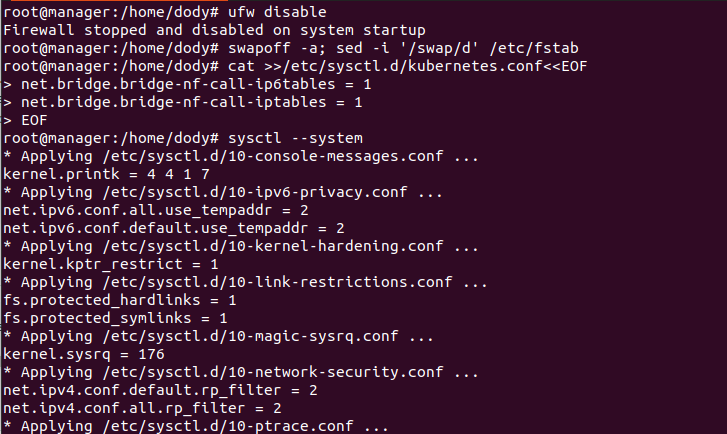 root@manager:/home/dody# ufw disable
Firewall stopped and disabled on system startup
root@manager:/home/dody# swapoff -a; sed -i '/swap/d' /etc/fstab
root@manager:/home/dody# cat >>/etc/sysctl.d/kubernetes.conf<<EOF
> net.bridge.bridge-nf-call-ip6tables = 1
> net.bridge.bridge-nf-call-iptables = 1
> EOF
root@manager:/home/dody# sysctl --system
* Applying /etc/sysctl.d/10-console-messages.conf ...
kernel.printk = 4 4 1 7
* Applying /etc/sysctl.d/10-ipv6-privacy.conf ...
net.ipv6.conf.all.use_tempaddr = 2
net.ipv6.conf.default.use_tempaddr = 2
* Applying /etc/sysctl.d/10-kernel-hardening.conf ...
kernel.kptr_restrict = 1
* Applying /etc/sysctl.d/10-link-restrictions.conf ...
fs.protected_hardlinks = 1
fs.protected_symlinks = 1
* Applying /etc/sysctl.d/10-magic-sysrq.conf ...
kernel.sysrq = 176
* Applying /etc/sysctl.d/10-network-security.conf ...
net.ipv4.conf.default.rp_filter = 2
net.ipv4.conf.all.rp_filter = 2
* Applying /etc/sysctl.d/10-ptrace.conf ...